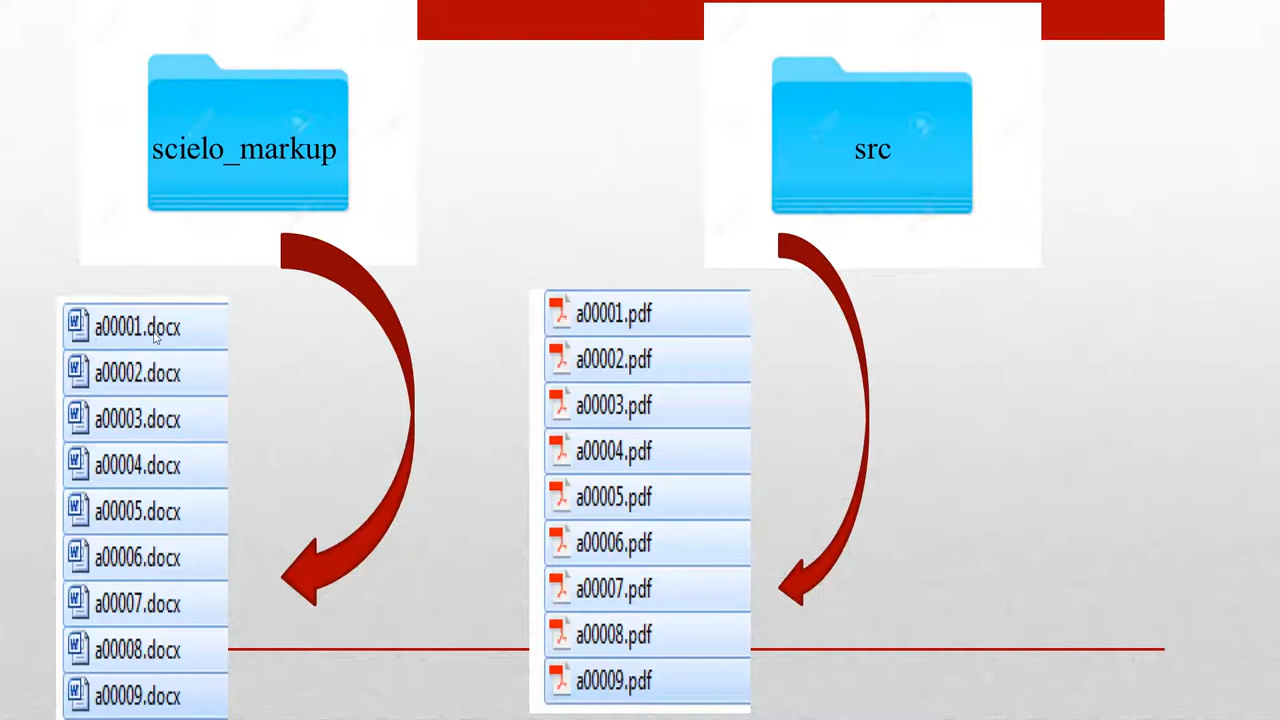 scielo_markup
src
a00001.docx
a00002.docx
a00003.docx
a00004.docx
a00005.docx
a00006.docx
a00007.docx
a00008.docx
a00009.docx
a00001.pdf
a00002.pdf
a00003.pdf
a00004.pdf
a00005.pdf
a00006.pdf
a00007.pdf
a00008.pdf
a00009.pdf